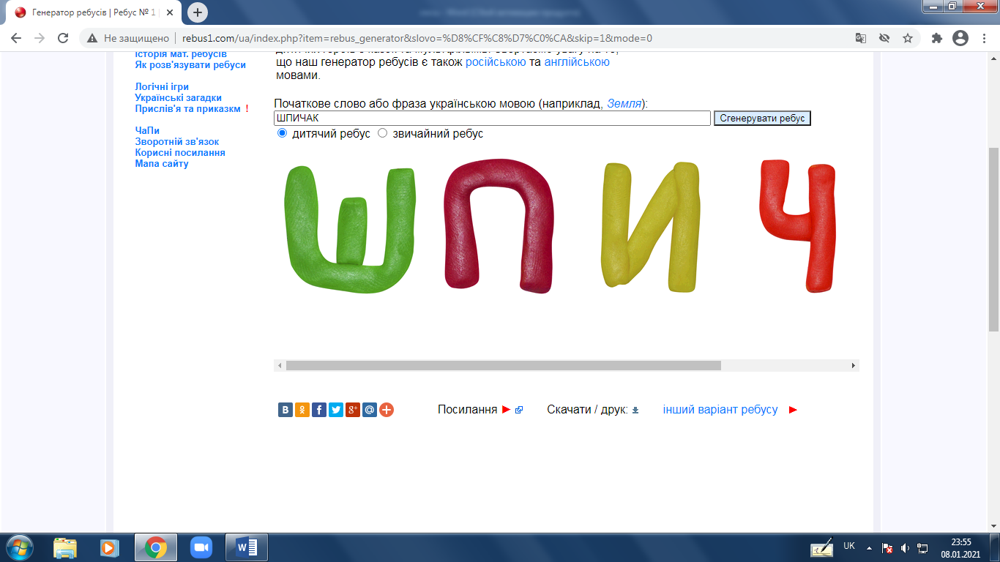 Генератор ребусів | Ребус № 1
Не защищено
rebus1.com/ua/index.php?item=rebus_generator&slovo=%D8%CF%C8%D7%C0%CA&skip=1&mode=0
Історія мат. ребусів
Як розв'язувати ребуси
Логічні ігри
Українські загадки
Прислів'я та приказки !
ЧаПи
Зворотній зв'язок
Корисні посилання
Мапа сайту
що наш генератор ребусів є також російською та англійською
мовами.
Початкове слово або фраза українською мовою (наприклад, Земля):
ШПИЧАК
Сгенерувати ребус
дитячий ребус звичайний ребус
Ш П И Ч
Посилання
Скачати / друк:
інший варіант ребусу
UK
23:55
08.01.2021